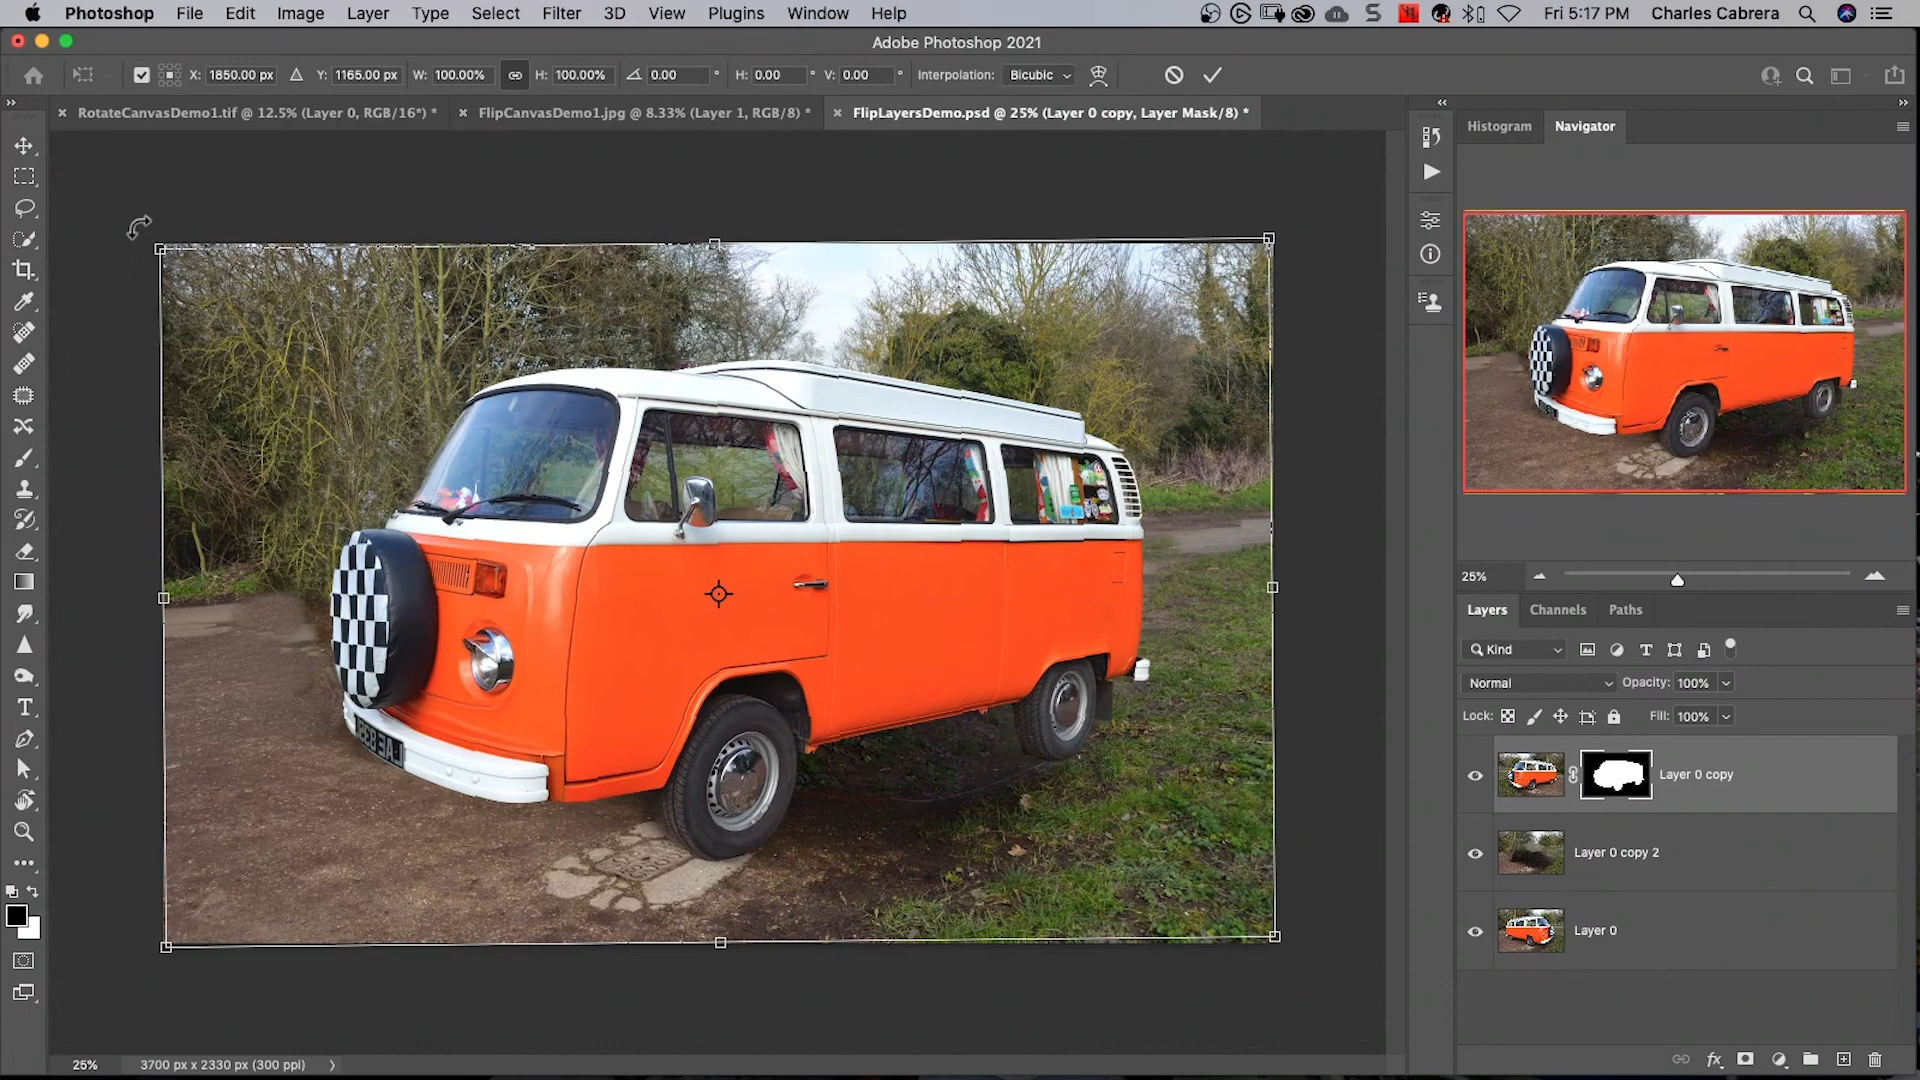 Photoshop File Edit Image Layer Type Select Filter 3D View Plugins Window Help Fri 5:17 PM Charles Cabrera
Adobe Photoshop 2021
X: 1850.00 px Y: 1165.00 px W: 100.00% H: 100.00% 0.00 ° H: 0.00 ° V: 0.00 ° Interpolation: Bicubic
RotateCanvasDemo1.tif @ 12.5% (Layer 0, RGB/16*) * FlipCanvasDemo1.jpg @ 8.33% (Layer 1, RGB/8) * FlipLayersDemo.psd @ 25% (Layer 0 copy, Layer Mask/8) *
Histogram Navigator
25%
Layers Channels Paths
Kind
Normal Opacity: 100%
Lock: Fill: 100%
Layer 0 copy
Layer 0 copy 2
Layer 0
fx
25% 3700 px x 2330 px (300 ppi)